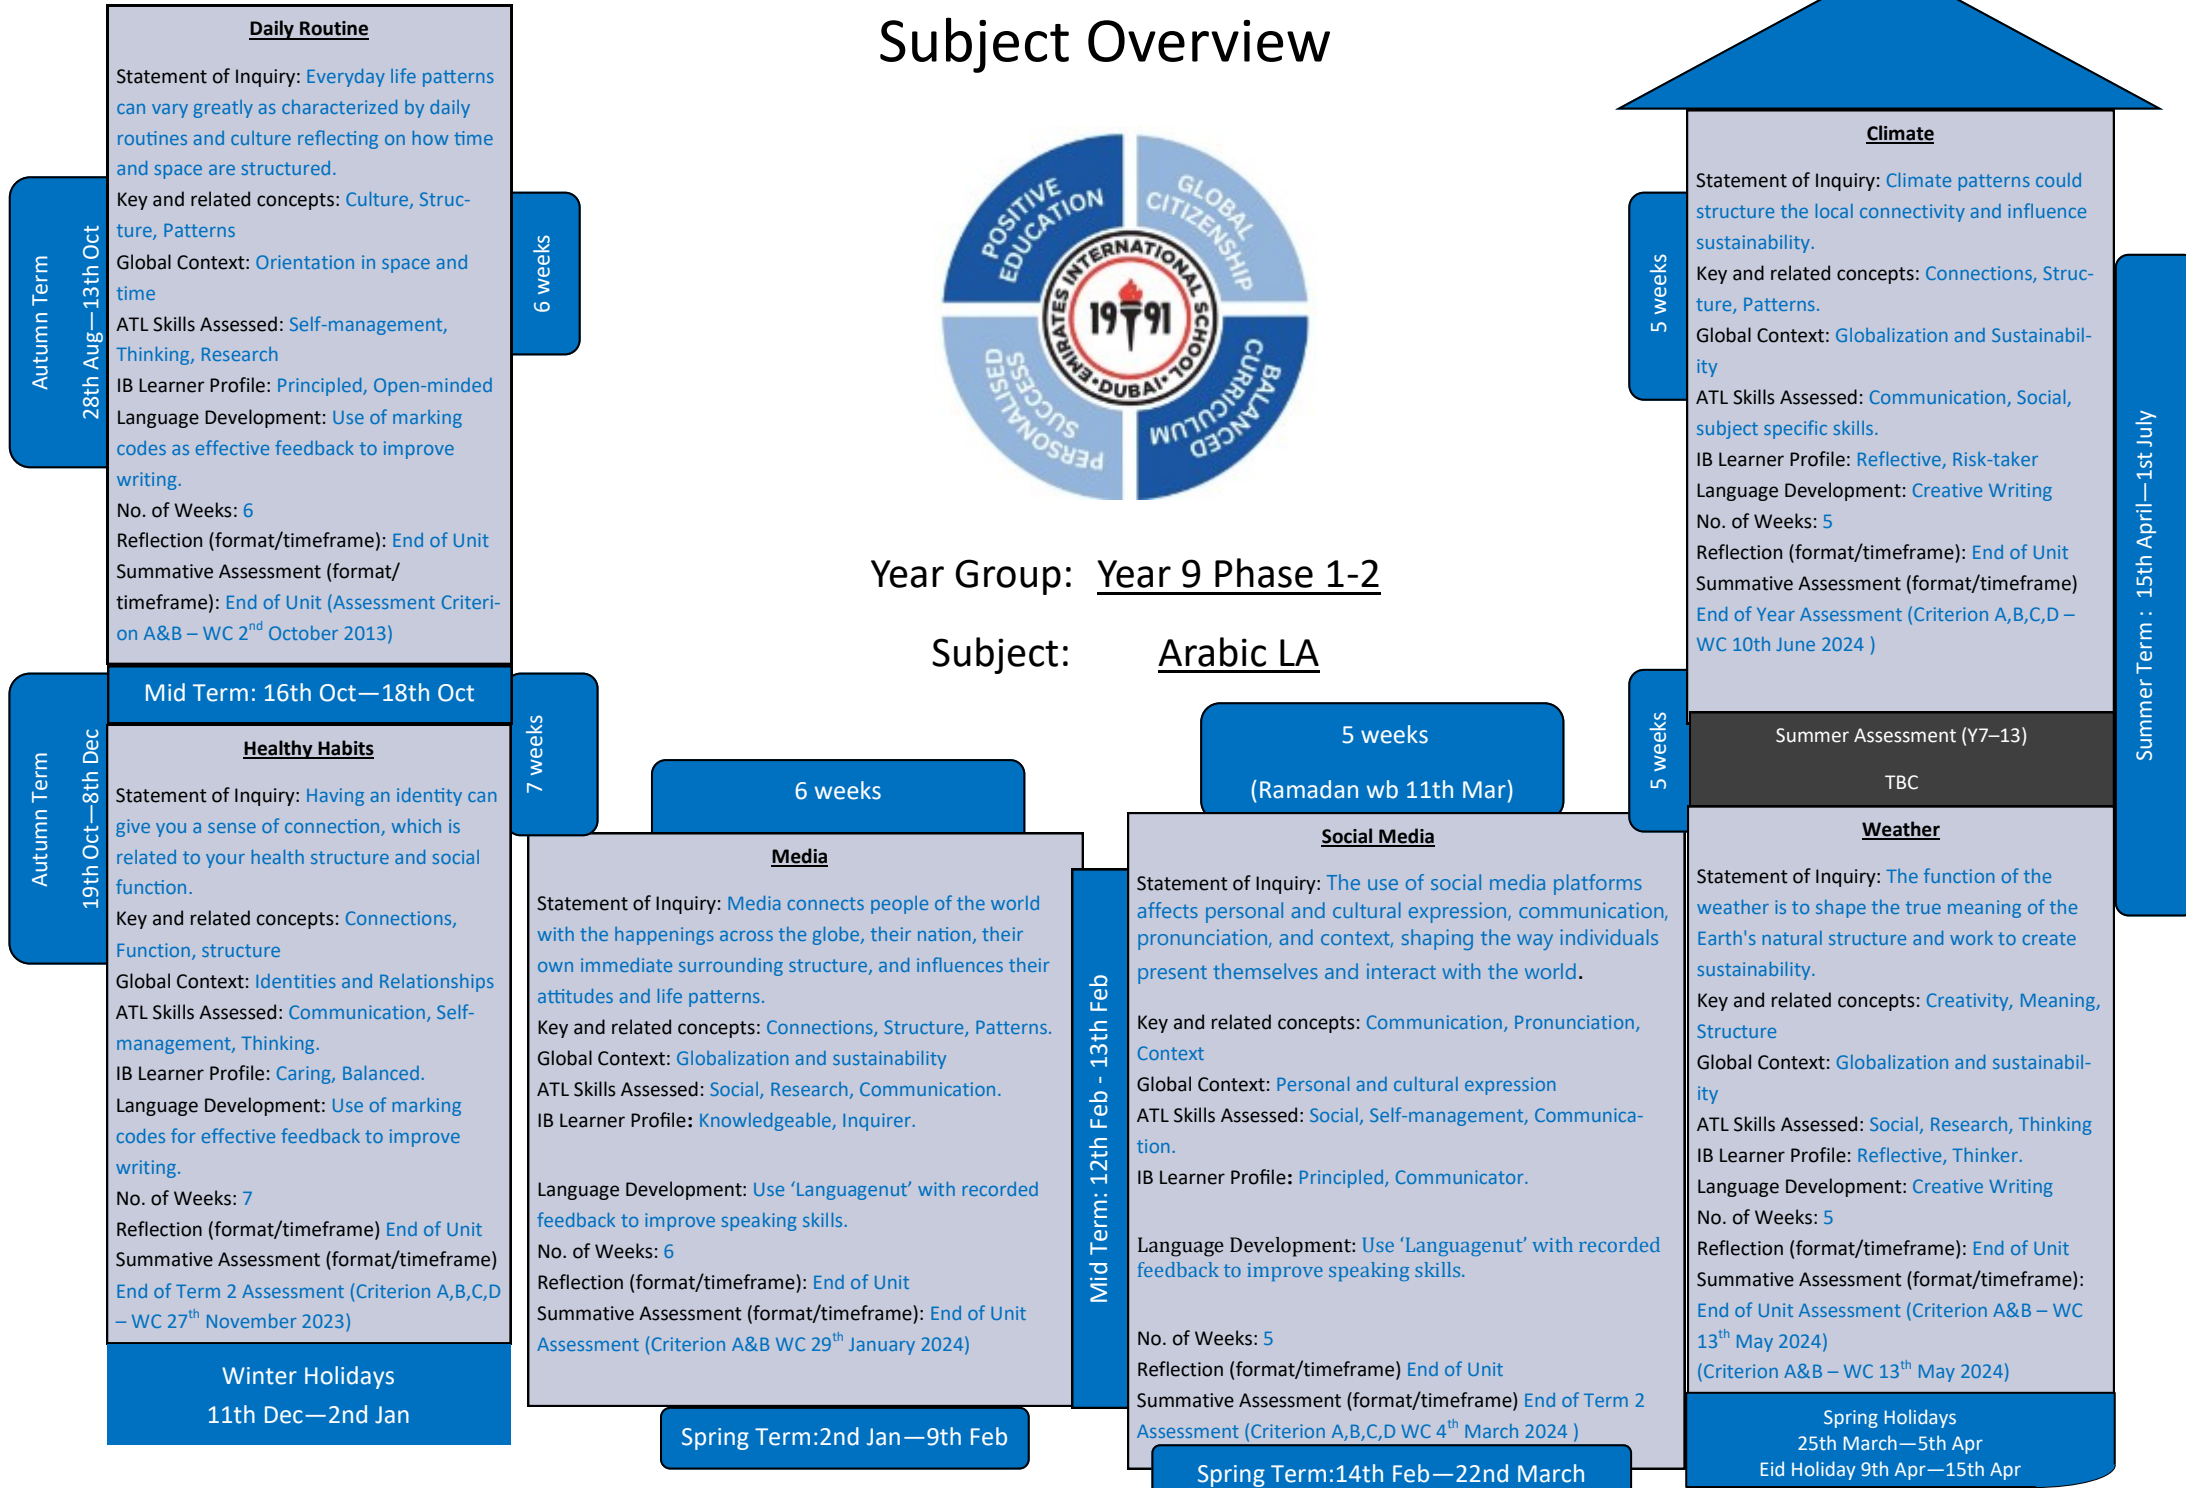 Subject Overview
POSITIVE EDUCATION
GLOBAL CITIZENSHIP
BALANCED CURRICULUM
PERSONALISED SUCCESS
EMIRATES INTERNATIONAL SCHOOL
•DUBAI•
1991
Year Group: Year 9 Phase 1-2
Subject: Arabic LA
Autumn Term
28th Aug—13th Oct
6 weeks
Daily Routine
Statement of Inquiry: Everyday life patterns
can vary greatly as characterized by daily
routines and culture reflecting on how time
and space are structured.
Key and related concepts: Culture, Struc-
ture, Patterns
Global Context: Orientation in space and
time
ATL Skills Assessed: Self-management,
Thinking, Research
IB Learner Profile: Principled, Open-minded
Language Development: Use of marking
codes as effective feedback to improve
writing.
No. of Weeks: 6
Reflection (format/timeframe): End of Unit
Summative Assessment (format/
timeframe): End of Unit (Assessment Criteri-
on A&B – WC 2nd October 2013)
Mid Term: 16th Oct—18th Oct
Autumn Term
19th Oct—8th Dec
7 weeks
Healthy Habits
Statement of Inquiry: Having an identity can
give you a sense of connection, which is
related to your health structure and social
function.
Key and related concepts: Connections,
Function, structure
Global Context: Identities and Relationships
ATL Skills Assessed: Communication, Self-
management, Thinking.
IB Learner Profile: Caring, Balanced.
Language Development: Use of marking
codes for effective feedback to improve
writing.
No. of Weeks: 7
Reflection (format/timeframe) End of Unit
Summative Assessment (format/timeframe)
End of Term 2 Assessment (Criterion A,B,C,D
– WC 27th November 2023)
Winter Holidays
11th Dec—2nd Jan
6 weeks
Media
Statement of Inquiry: Media connects people of the world
with the happenings across the globe, their nation, their
own immediate surrounding structure, and influences their
attitudes and life patterns.
Key and related concepts: Connections, Structure, Patterns.
Global Context: Globalization and sustainability
ATL Skills Assessed: Social, Research, Communication.
IB Learner Profile: Knowledgeable, Inquirer.
Language Development: Use ‘Languagenut’ with recorded
feedback to improve speaking skills.
No. of Weeks: 6
Reflection (format/timeframe): End of Unit
Summative Assessment (format/timeframe): End of Unit
Assessment (Criterion A&B WC 29th January 2024)
Spring Term:2nd Jan—9th Feb
Mid Term: 12th Feb - 13th Feb
5 weeks
(Ramadan wb 11th Mar)
Social Media
Statement of Inquiry: The use of social media platforms
affects personal and cultural expression, communication,
pronunciation, and context, shaping the way individuals
present themselves and interact with the world.
Key and related concepts: Communication, Pronunciation,
Context
Global Context: Personal and cultural expression
ATL Skills Assessed: Social, Self-management, Communica-
tion.
IB Learner Profile: Principled, Communicator.
Language Development: Use ‘Languagenut’ with recorded
feedback to improve speaking skills.
No. of Weeks: 5
Reflection (format/timeframe) End of Unit
Summative Assessment (format/timeframe) End of Term 2
Assessment (Criterion A,B,C,D WC 4th March 2024 )
Spring Term:14th Feb—22nd March
5 weeks
Climate
Statement of Inquiry: Climate patterns could
structure the local connectivity and influence
sustainability.
Key and related concepts: Connections, Struc-
ture, Patterns.
Global Context: Globalization and Sustainabil-
ity
ATL Skills Assessed: Communication, Social,
subject specific skills.
IB Learner Profile: Reflective, Risk-taker
Language Development: Creative Writing
No. of Weeks: 5
Reflection (format/timeframe): End of Unit
Summative Assessment (format/timeframe)
End of Year Assessment (Criterion A,B,C,D –
WC 10th June 2024 )
Summer Term : 15th April—1st July
Summer Assessment (Y7–13)
TBC
5 weeks
Weather
Statement of Inquiry: The function of the
weather is to shape the true meaning of the
Earth's natural structure and work to create
sustainability.
Key and related concepts: Creativity, Meaning,
Structure
Global Context: Globalization and sustainabil-
ity
ATL Skills Assessed: Social, Research, Thinking
IB Learner Profile: Reflective, Thinker.
Language Development: Creative Writing
No. of Weeks: 5
Reflection (format/timeframe): End of Unit
Summative Assessment (format/timeframe):
End of Unit Assessment (Criterion A&B – WC
13th May 2024)
(Criterion A&B – WC 13th May 2024)
Spring Holidays
25th March—5th Apr
Eid Holiday 9th Apr—15th Apr